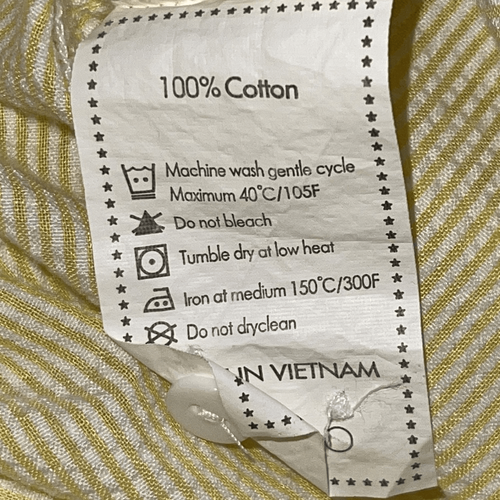 100% Cotton
Machine wash gentle cycle
Maximum 40°C/105F
Do not bleach
Tumble dry at low heat
Iron at medium 150°C/300F
Do not dryclean
IN VIETNAM